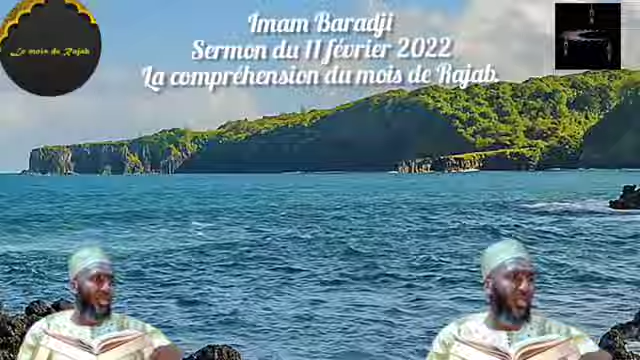 Imam Baradji
Sermon du 11 février 2022
La compréhension du mois de Rajab.
Le mois de Rajab